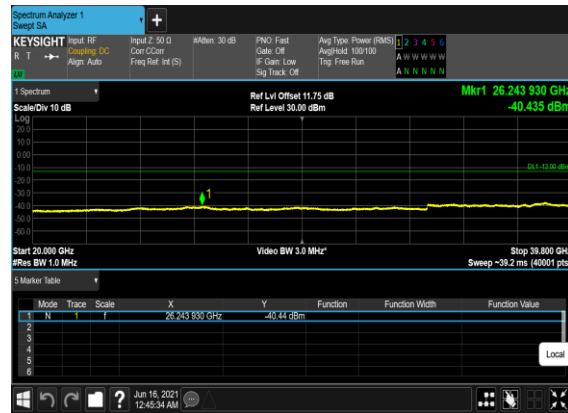 Spectrum Analyzer 1
Swept SA
+
KEYSIGHT Input: RF Input Z: 50 Ω #Atten: 30 dB PNO: Fast Avg Type: Power (RMS) 1 2 3 4 5 6
R T Coupling: DC Corr CCorr Gate: Off Avg|Hold: 100/100 A W W W W W
Align: Auto Freq Ref: Int (S) IF Gain: Low Trig: Free Run
LXI Sig Track: Off A N N N N N
1 Spectrum Ref Lvl Offset 11.75 dB Mkr1 26.243 930 GHz
Scale/Div 10 dB Ref Level 30.00 dBm -40.435 dBm
Log
20.0
10.0
0.00
-10.0
DL1 -13.00 dBm
-20.0
-30.0
1
-40.0
-50.0
-60.0
Start 20.000 GHz Video BW 3.0 MHz* Stop 39.800 GHz
#Res BW 1.0 MHz Sweep ~39.2 ms (40001 pts
5 Marker Table
Mode Trace Scale X Y Function Function Width Function Value
1 N 1 f 26.243 930 GHz -40.44 dBm
2
3
4
5
6
Local
? Jun 16, 2021
12:45:34 AM